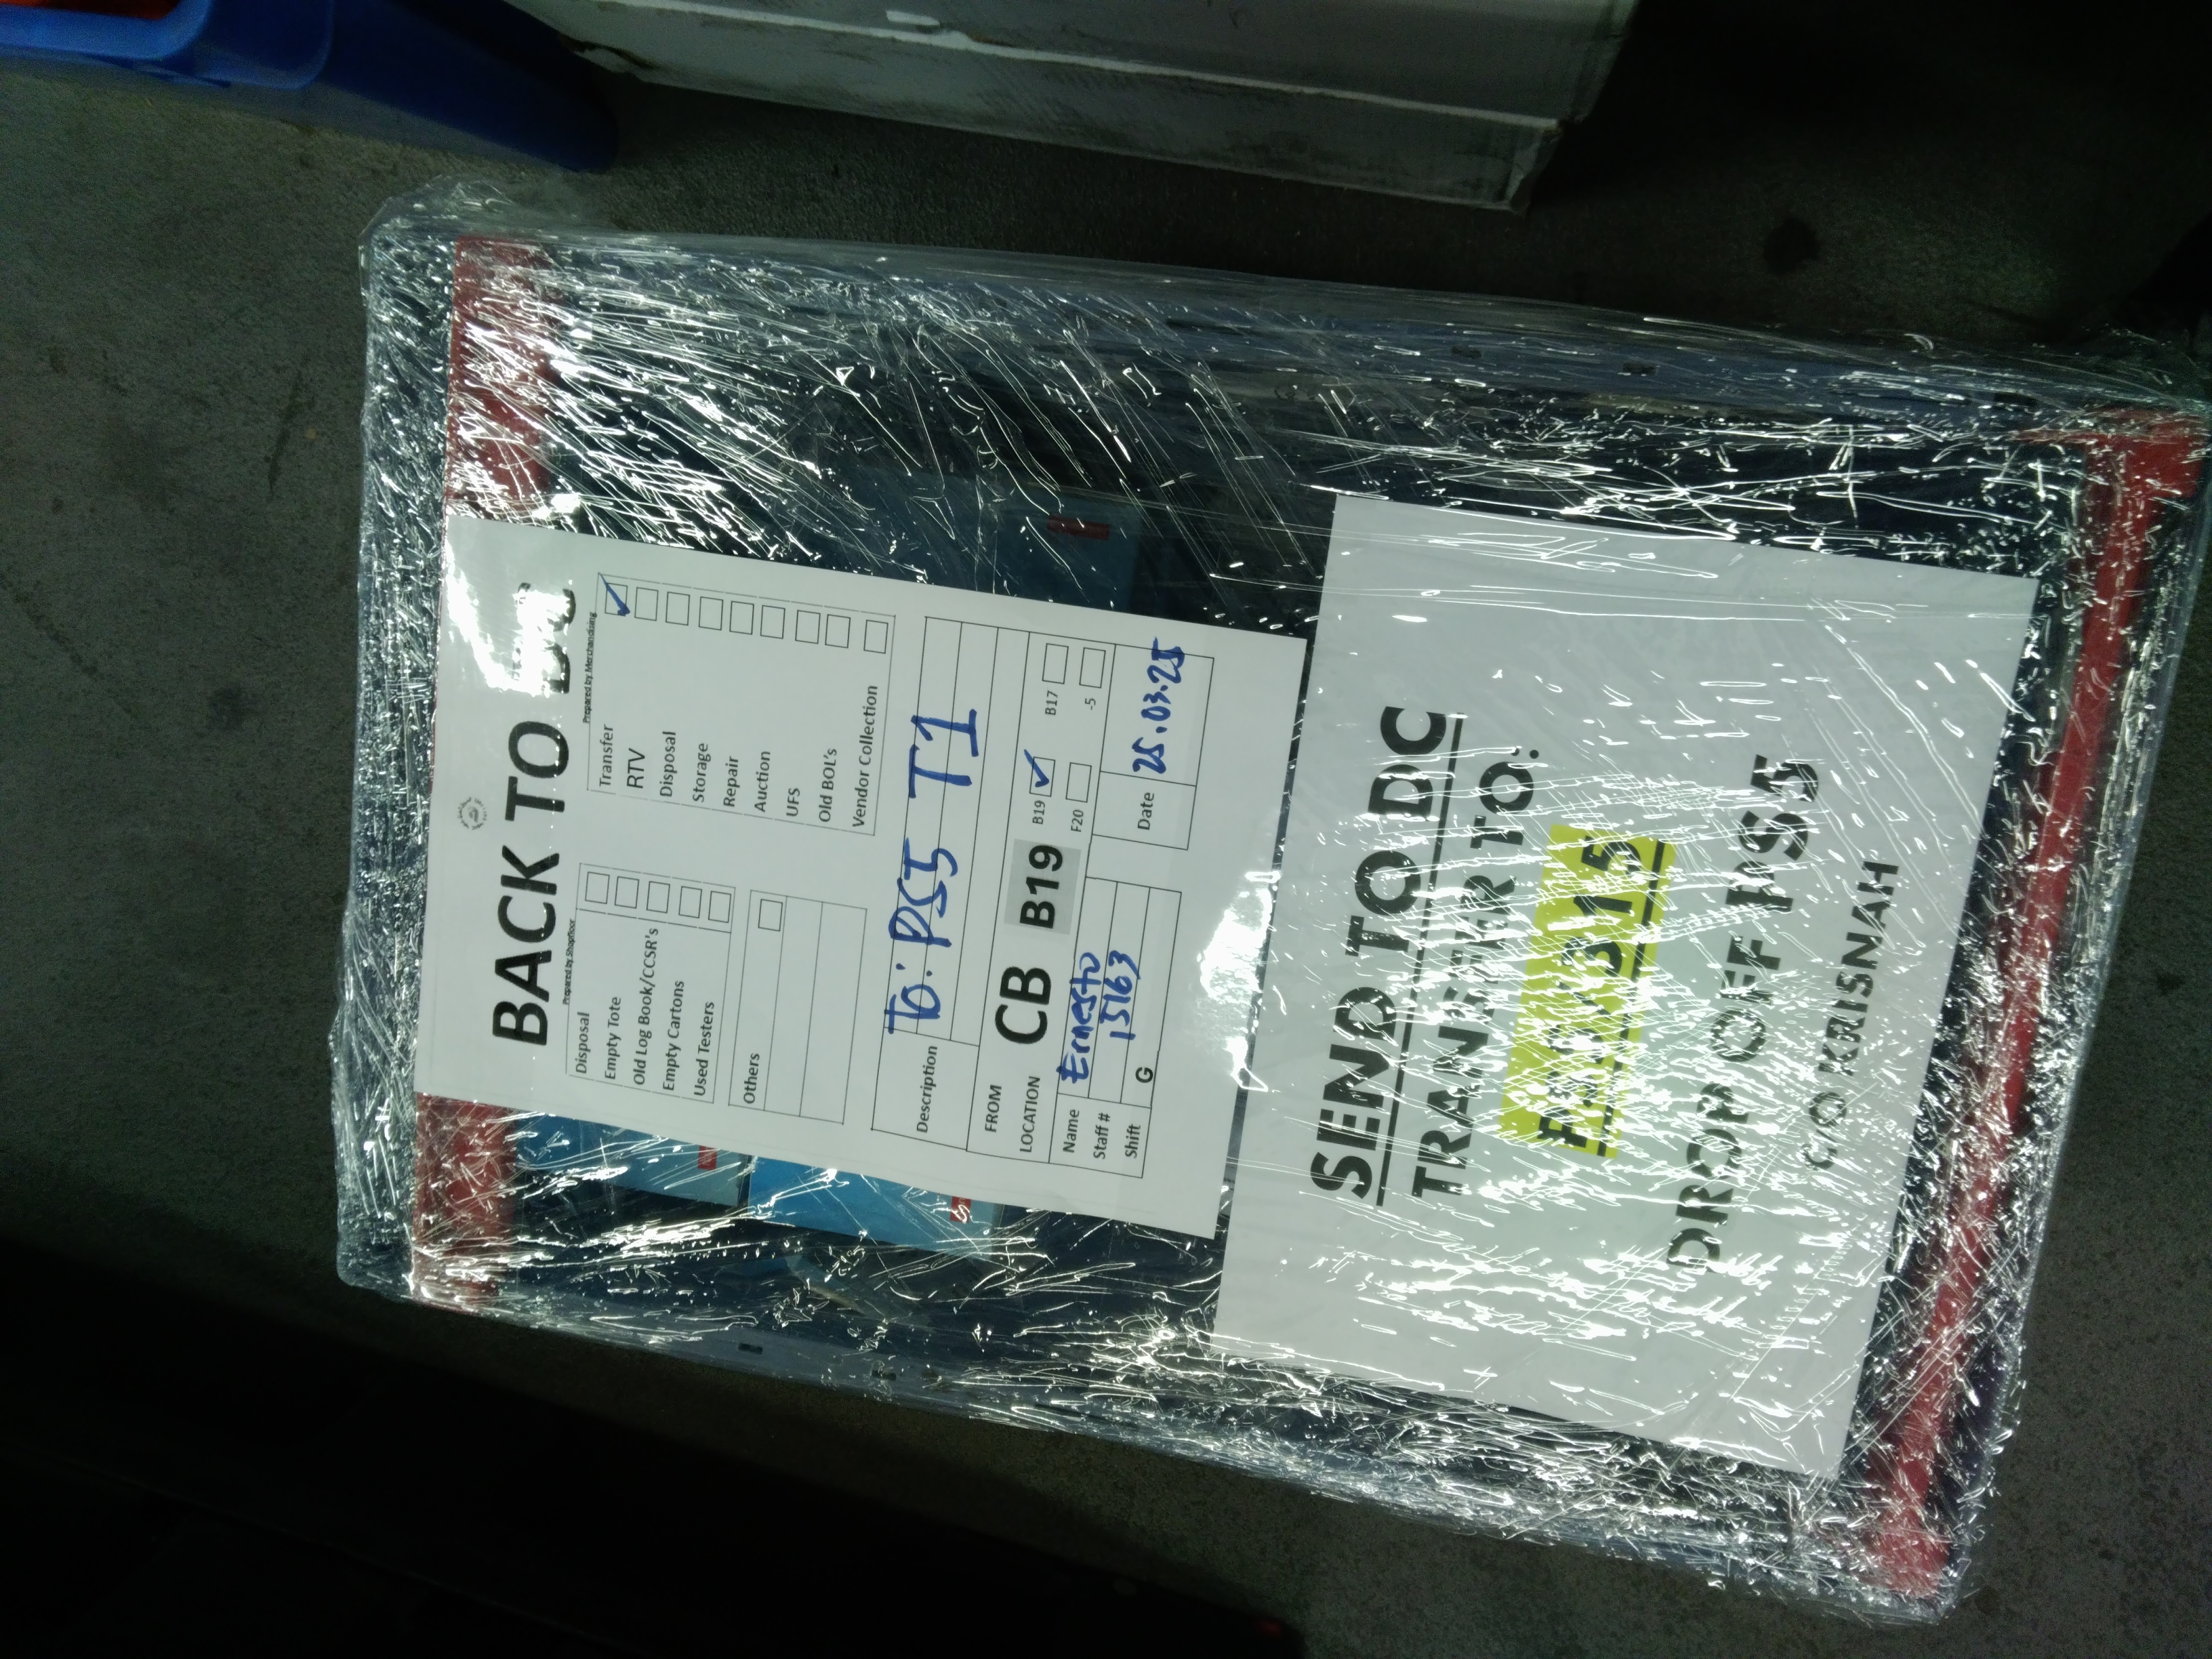 BACK TO DC
Prepared by Shopfloor
Disposal
Empty Tote
Old Log Book/CCSR's
Empty Cartons
Used Testers
Others
Prepared by Merchandising
Transfer
RTV
Disposal
Storage
Repair
Auction
UFS
Old BOL's
Vendor Collection
Description To: PS5 T1
FROM
LOCATION CB B19 B19 B17
F20 -5
Name Ernesto
Staff # 15163
Shift G
Date 25.03.25
SEND TO DC
TRANFER TO:
DROP OFF PS5
C/O KRISNAH